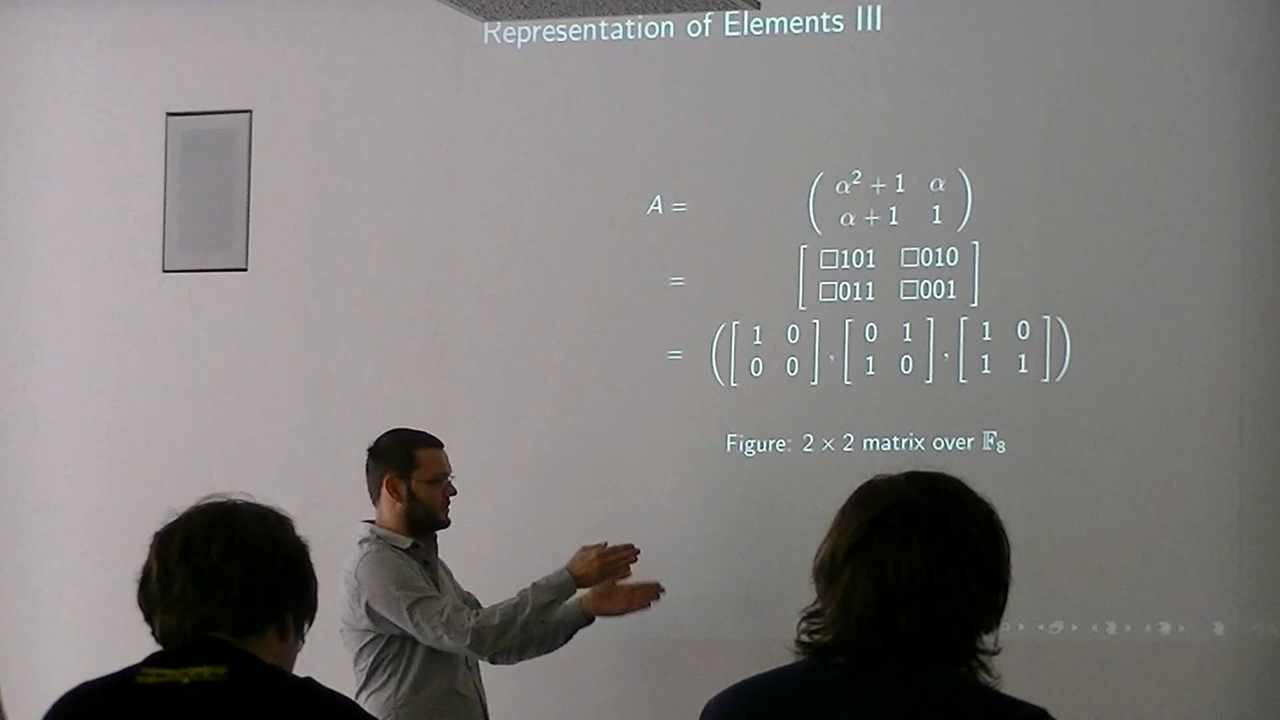 Representation of Elements III
A = ( α² + 1 α
α + 1 1 )
= [ □101 □010
□011 □001 ]
= ([ 1 0
0 0 ], [ 0 1
1 0 ], [ 1 0
1 1 ])
Figure: 2 × 2 matrix over 𝔽₈